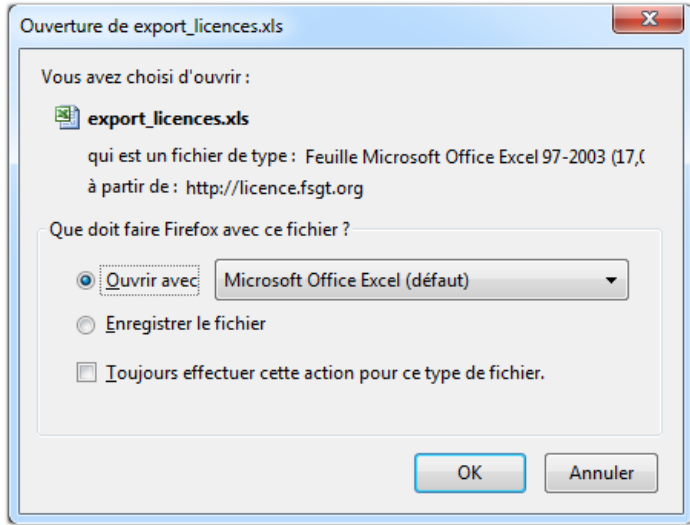 Ouverture de export_licences.xls
Vous avez choisi d'ouvrir :
export_licences.xls
qui est un fichier de type : Feuille Microsoft Office Excel 97-2003 (17,(
à partir de : http://licence.fsgt.org
Que doit faire Firefox avec ce fichier ?
Ouvrir avec Microsoft Office Excel (défaut)
Enregistrer le fichier
Toujours effectuer cette action pour ce type de fichier.
OK Annuler